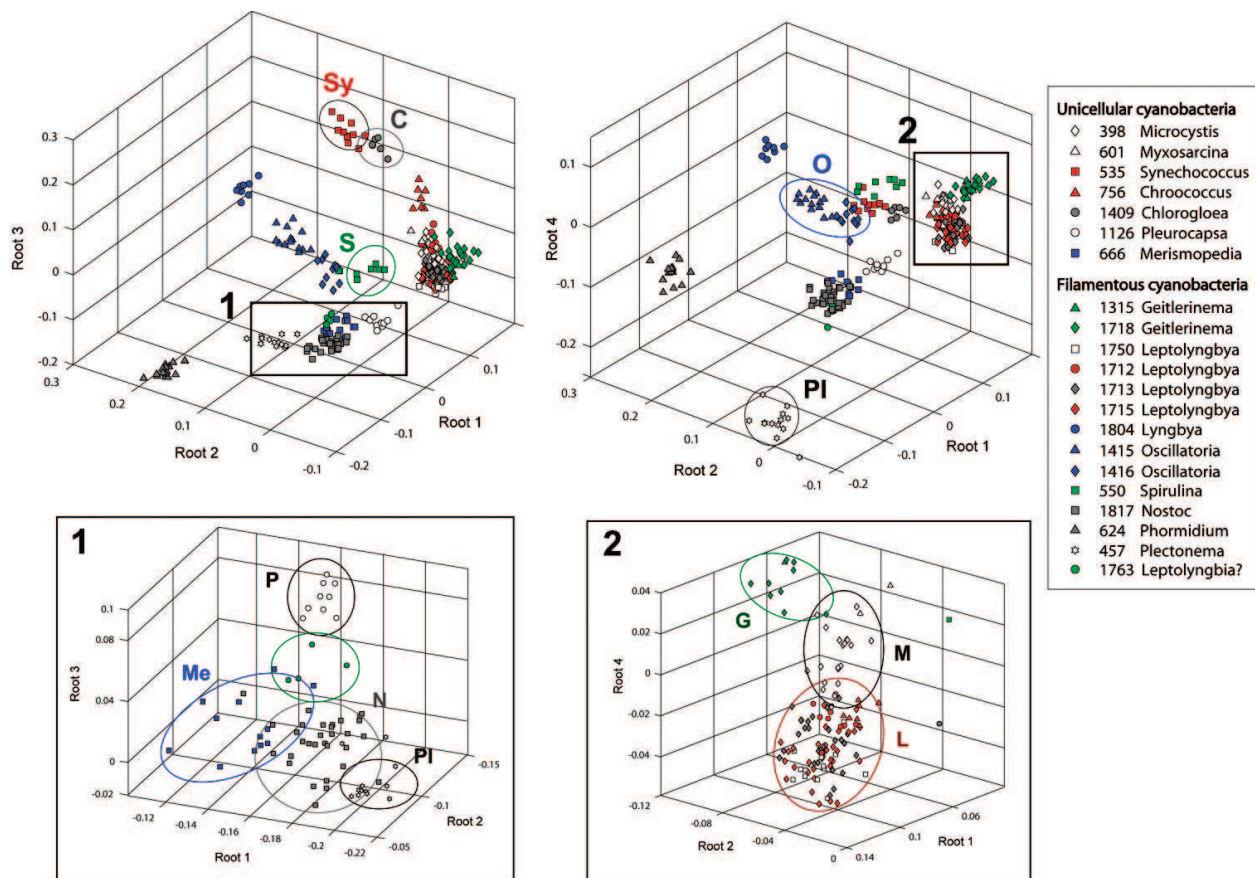 Sy
C
S
1
0.3
0.2
0.1
0
-0.1
-0.2
Root 3
0.3
0.2
0.1
0
-0.1
-0.2
Root 2
-0.1
0
0.1
Root 1
2
O
Pl
0.1
0
-0.1
-0.2
-0.3
Root 4
0.3
0.2
0.1
0
-0.1
-0.2
Root 2
-0.1
0
0.1
Root 1
Unicellular cyanobacteria
398 Microcystis
601 Myxosarcina
535 Synechococcus
756 Chroococcus
1409 Chlorogloea
1126 Pleurocapsa
666 Merismopedia
Filamentous cyanobacteria
1315 Geitlerinema
1718 Geitlerinema
1750 Leptolyngbya
1712 Leptolyngbya
1713 Leptolyngbya
1715 Leptolyngbya
1804 Lyngbya
1415 Oscillatoria
1416 Oscillatoria
550 Spirulina
1817 Nostoc
624 Phormidium
457 Plectonema
1763 Leptolyngbia?
1
P
Me
N
Pl
0.1
0.08
0.04
0
-0.02
Root 3
-0.12
-0.14
-0.16
-0.18
-0.2
-0.22
Root 1
-0.05
-0.1
-0.15
Root 2
2
G
M
L
0.04
0.02
0
-0.02
-0.04
Root 4
-0.12
-0.08
-0.04
0
Root 2
0.14
0.1
0.06
Root 1